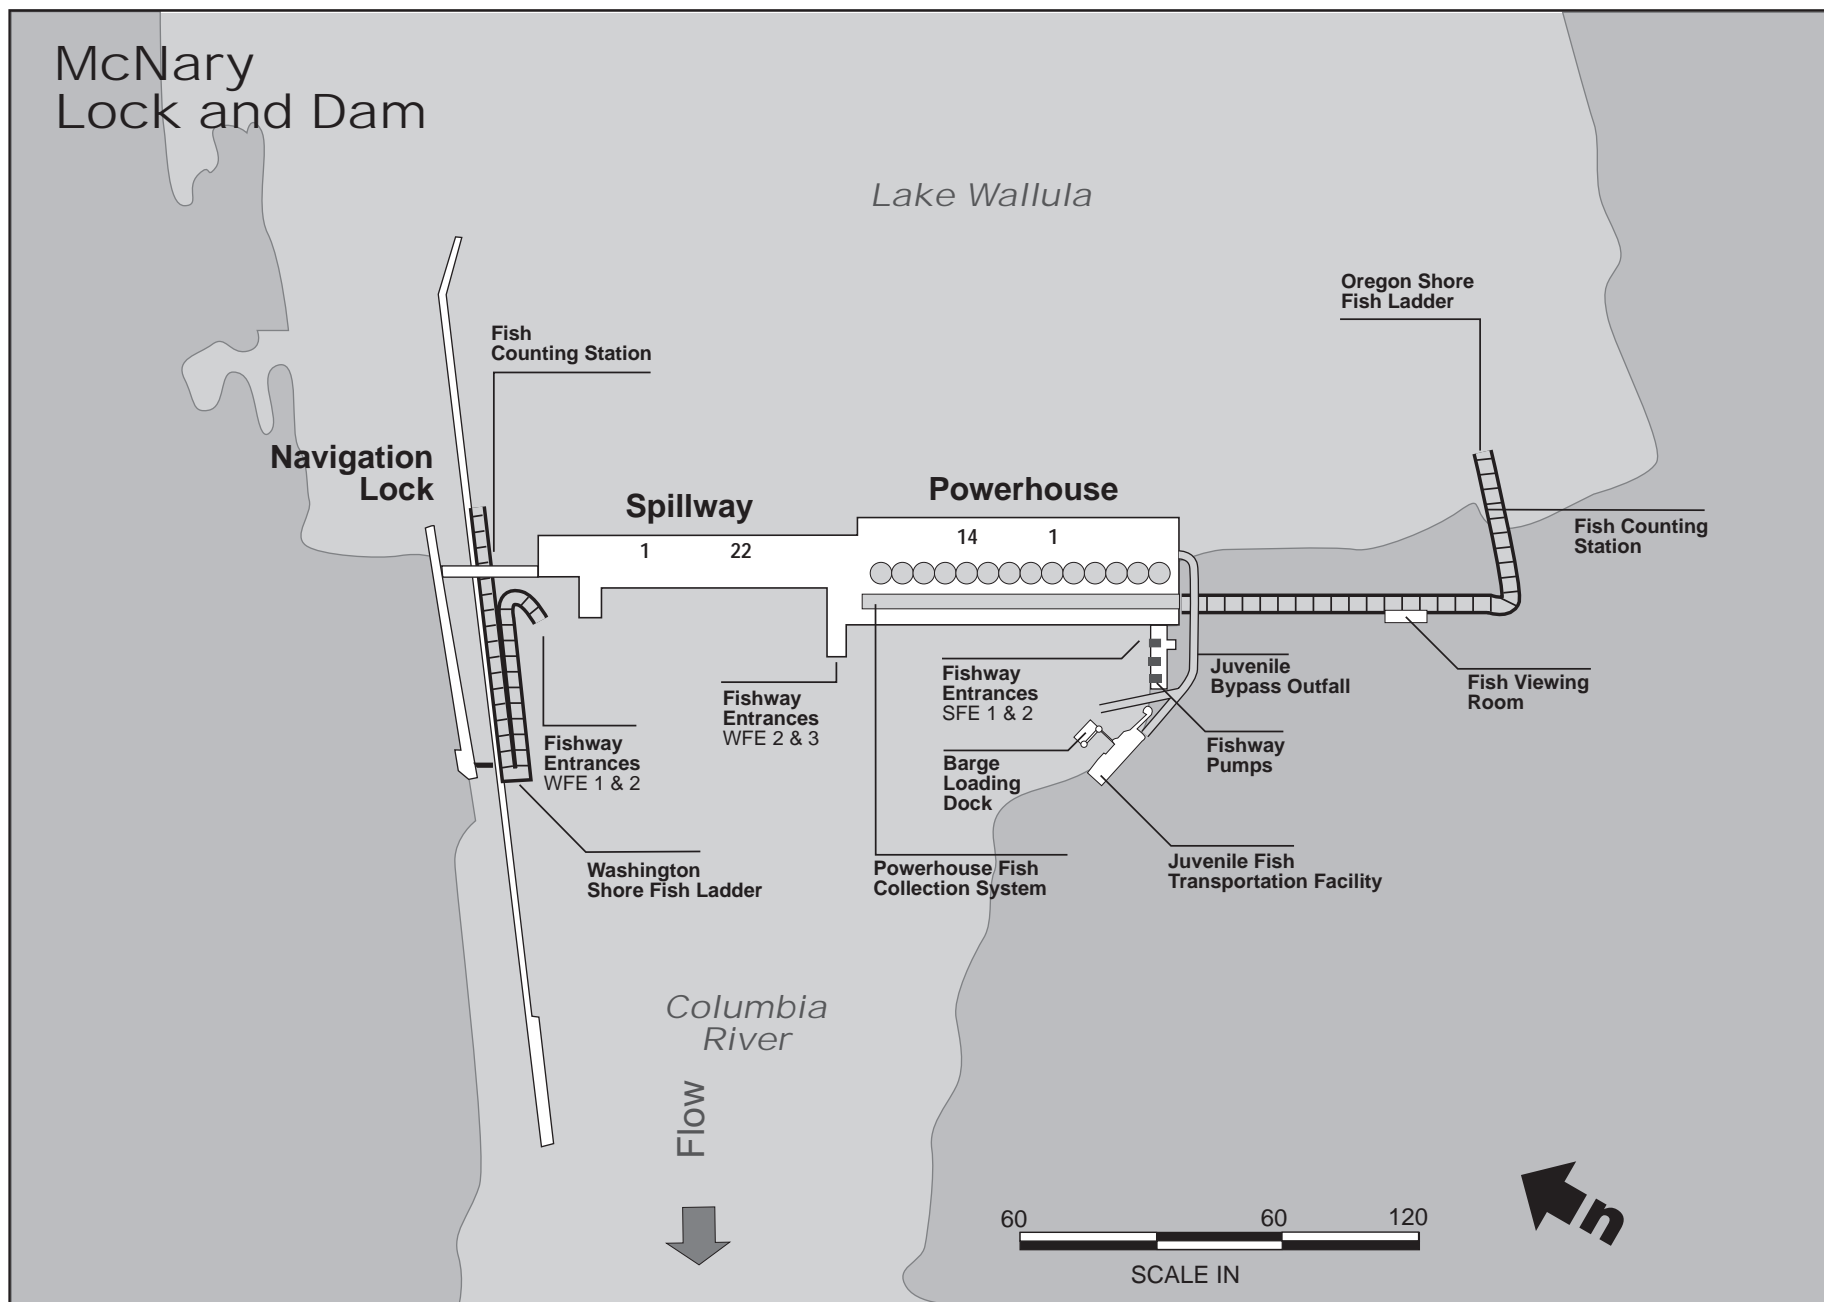 McNary
Lock and Dam
Lake Wallula
Oregon Shore
Fish Ladder
Fish
Counting Station
Navigation
Lock
Spillway
Powerhouse
1 22
14 1
Fish Counting
Station
Fishway
Entrances
SFE 1 & 2
Juvenile
Bypass Outfall
Fish Viewing
Room
Fishway
Entrances
WFE 2 & 3
Fishway
Entrances
WFE 1 & 2
Barge
Loading
Dock
Fishway
Pumps
Washington
Shore Fish Ladder
Powerhouse Fish
Collection System
Juvenile Fish
Transportation Facility
Columbia
River
Flow
60 60 120
SCALE IN
n